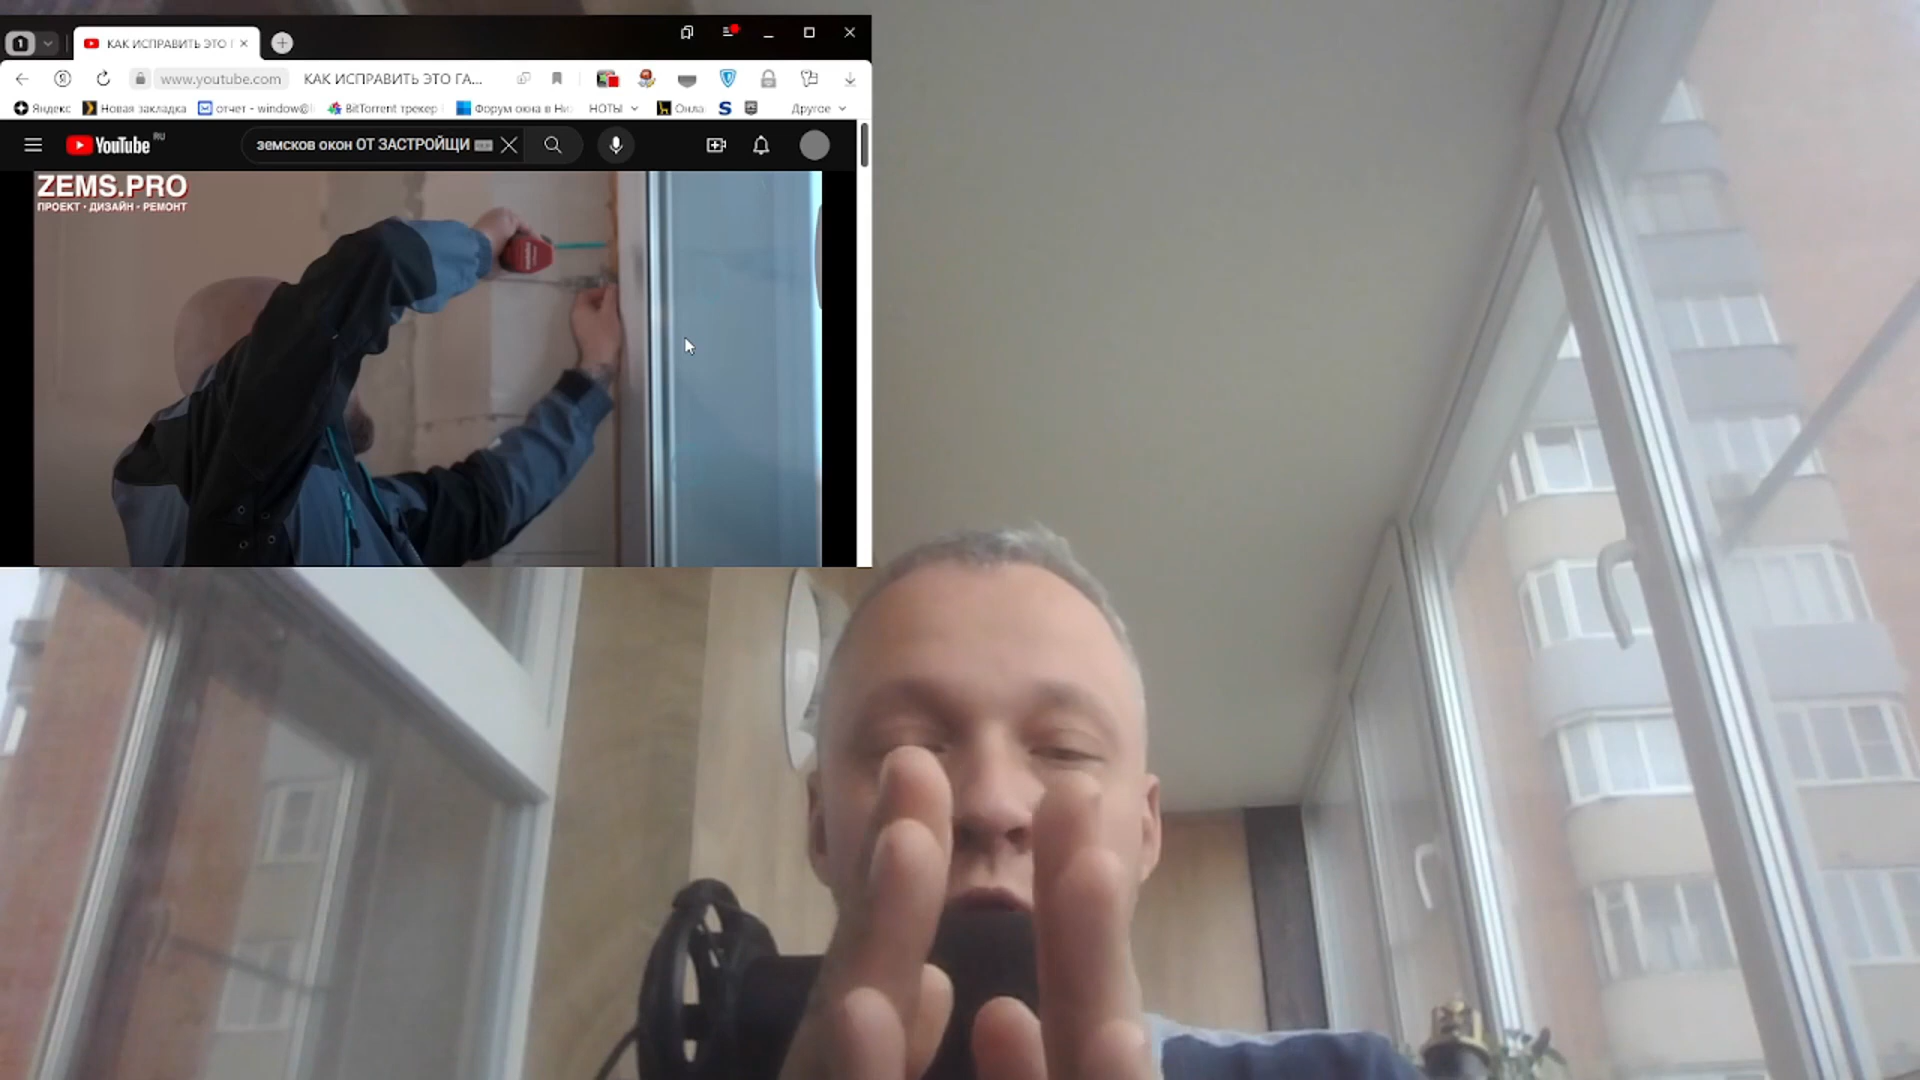 1
КАК ИСПРАВИТЬ ЭТО Г
www.youtube.com
КАК ИСПРАВИТЬ ЭТО ГА...
Яндекс
Новая закладка
отчет - window@
BitTorrent трекер
Форум окна в Ни
НОТЫ
Онла
Другое
YouTube RU
земсков окон ОТ ЗАСТРОЙЩИ
ZEMS.PRO
ПРОЕКТ • ДИЗАЙН • РЕМОНТ